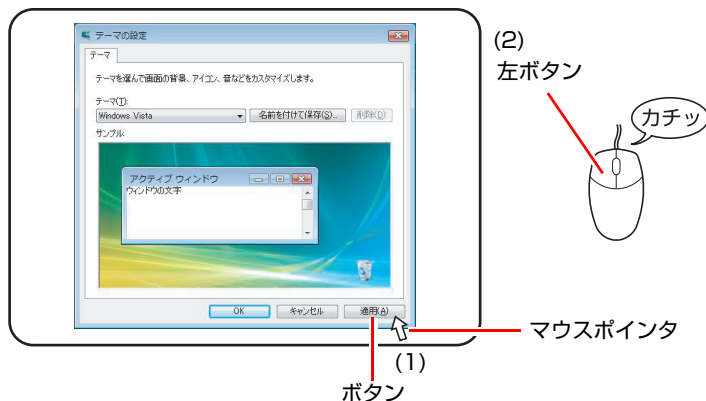 テーマの設定
テーマ
テーマを選んで画面の背景、アイコン、音などをカスタマイズします。
テーマ(T):
Windows Vista
名前を付けて保存(S)...
削除(D)
サンプル:
アクティブ ウィンドウ
ウィンドウの文字
OK
キャンセル
適用(A)
(2)
左ボタン
カチッ
マウスポインタ
(1)
ボタン